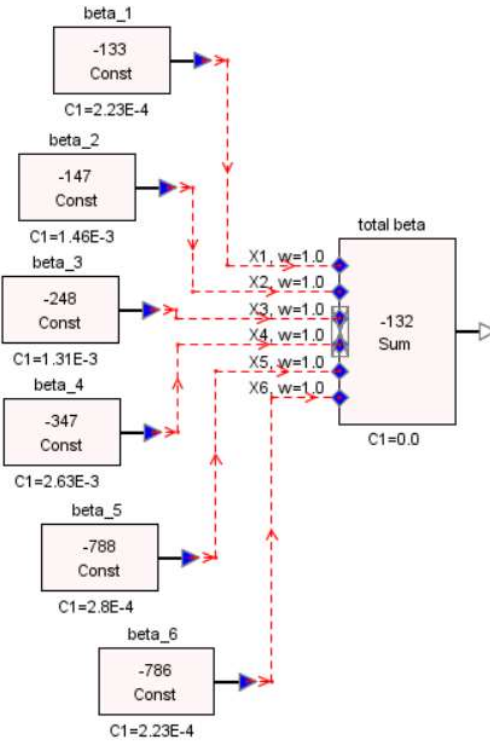 beta_1
-133
Const
C1=2.23E-4
beta_2
-147
Const
C1=1.46E-3
beta_3
-248
Const
C1=1.31E-3
beta_4
-347
Const
C1=2.63E-3
beta_5
-788
Const
C1=2.8E-4
beta_6
-786
Const
C1=2.23E-4
total beta
X1, w=1.0
X2, w=1.0
X3, w=1.0
X4, w=1.0
X5, w=1.0
X6, w=1.0
-132
Sum
C1=0.0